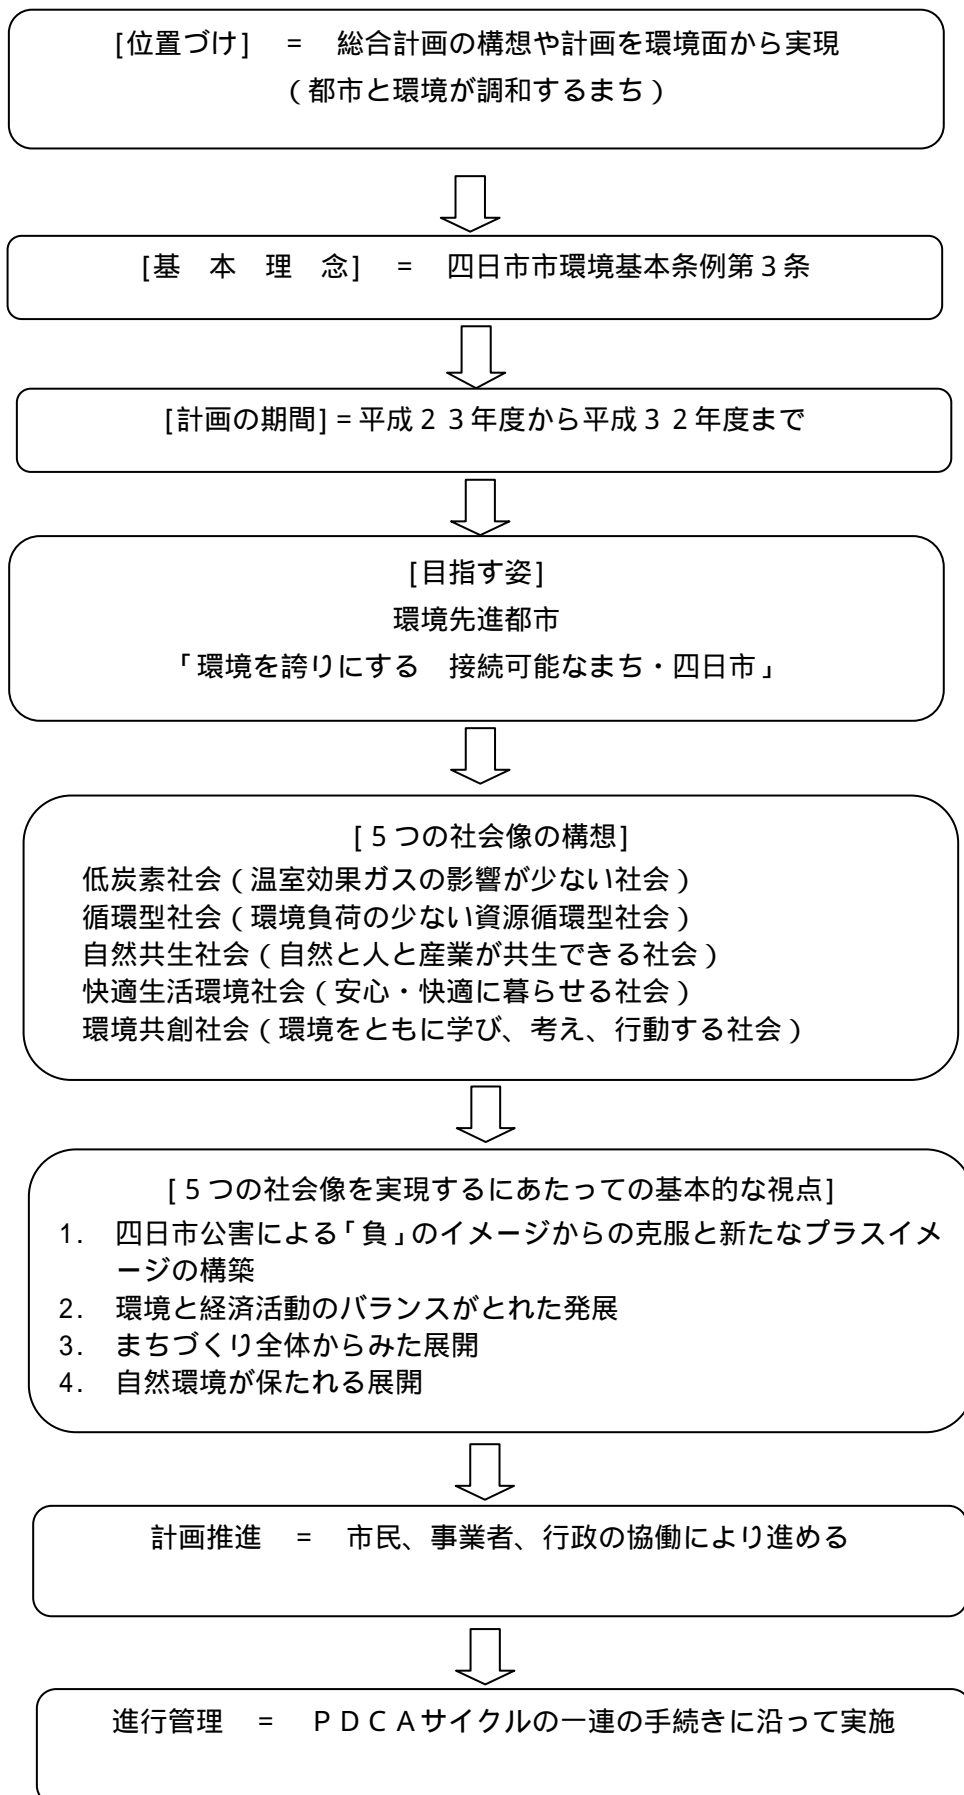 [位置づけ]　=　総合計画の構想や計画を環境面から実現
（都市と環境が調和するまち）
[基　本　理　念]　=　四日市市環境基本条例第３条
[計画の期間]＝平成２３年度から平成３２年度まで
[目指す姿]
環境先進都市
「環境を誇りにする　接続可能なまち・四日市」
[５つの社会像の構想]
低炭素社会（温室効果ガスの影響が少ない社会）
循環型社会（環境負荷の少ない資源循環型社会）
自然共生社会（自然と人と産業が共生できる社会）
快適生活環境社会（安心・快適に暮らせる社会）
環境共創社会（環境をともに学び、考え、行動する社会）
[５つの社会像を実現するにあたっての基本的な視点]
1.　四日市公害による「負」のイメージからの克服と新たなプラスイメ
ージの構築
2.　環境と経済活動のバランスがとれた発展
3.　まちづくり全体からみた展開
4.　自然環境が保たれる展開
計画推進　=　市民、事業者、行政の協働により進める
進行管理　=　ＰＤＣＡサイクルの一連の手続きに沿って実施